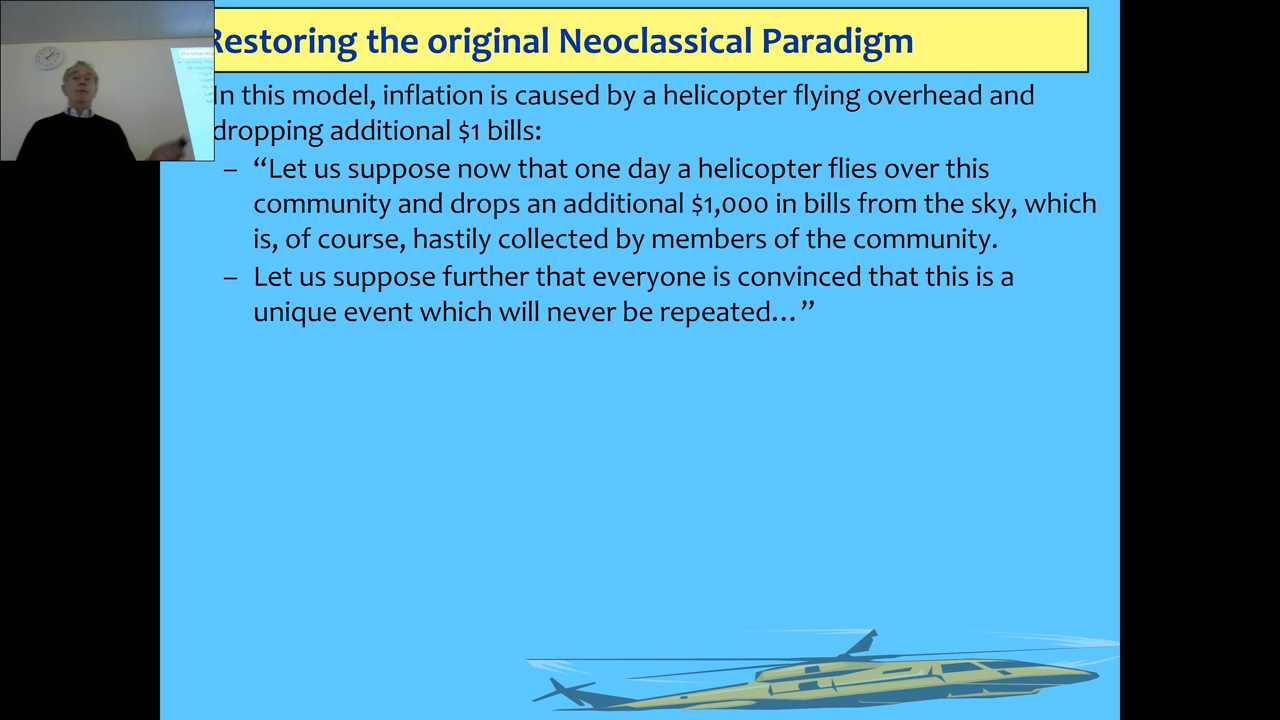 Restoring the original Neoclassical Paradigm
In this model, inflation is caused by a helicopter flying overhead and
dropping additional $1 bills:
– “Let us suppose now that one day a helicopter flies over this
community and drops an additional $1,000 in bills from the sky, which
is, of course, hastily collected by members of the community.
– Let us suppose further that everyone is convinced that this is a
unique event which will never be repeated…”